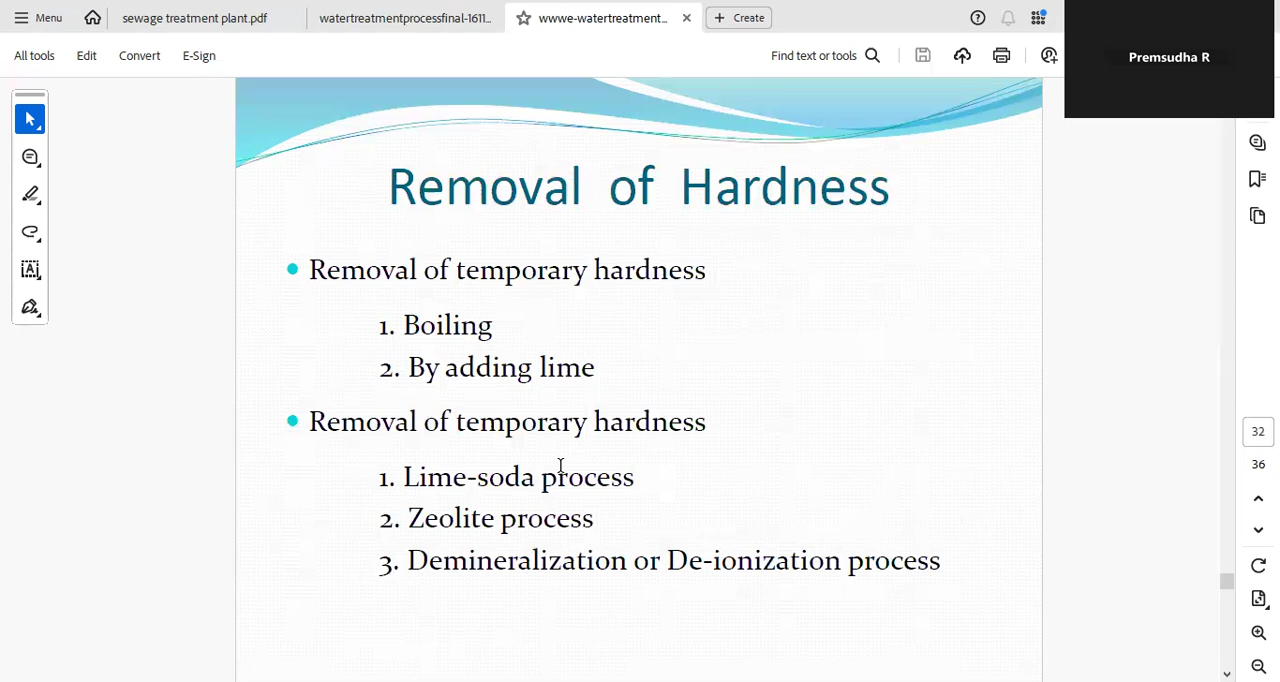 Menu
sewage treatment plant.pdf
watertreatmentprocessfinal-1611...
wwwe-watertreatment...
Create
All tools
Edit
Convert
E-Sign
Find text or tools
Premsudha R
Removal of Hardness
Removal of temporary hardness
1. Boiling
2. By adding lime
Removal of temporary hardness
1. Lime-soda process
2. Zeolite process
3. Demineralization or De-ionization process
32
36